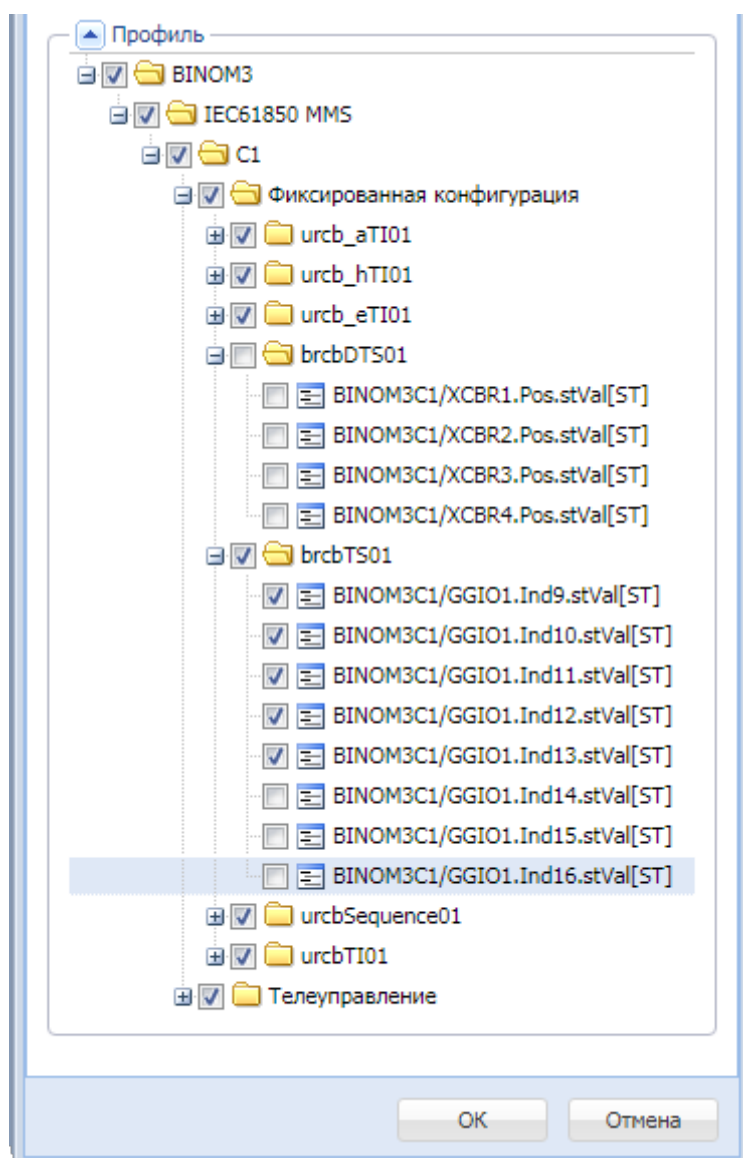 Профиль
BINOM3
IEC61850 MMS
C1
Фиксированная конфигурация
urcb_aTI01
urcb_hTI01
urcb_eTI01
brcbDTS01
BINOM3C1/XCBR1.Pos.stVal[ST]
BINOM3C1/XCBR2.Pos.stVal[ST]
BINOM3C1/XCBR3.Pos.stVal[ST]
BINOM3C1/XCBR4.Pos.stVal[ST]
brcbTS01
BINOM3C1/GGIO1.Ind9.stVal[ST]
BINOM3C1/GGIO1.Ind10.stVal[ST]
BINOM3C1/GGIO1.Ind11.stVal[ST]
BINOM3C1/GGIO1.Ind12.stVal[ST]
BINOM3C1/GGIO1.Ind13.stVal[ST]
BINOM3C1/GGIO1.Ind14.stVal[ST]
BINOM3C1/GGIO1.Ind15.stVal[ST]
BINOM3C1/GGIO1.Ind16.stVal[ST]
urcbSequence01
urcbTI01
Телеуправление
OK Отмена